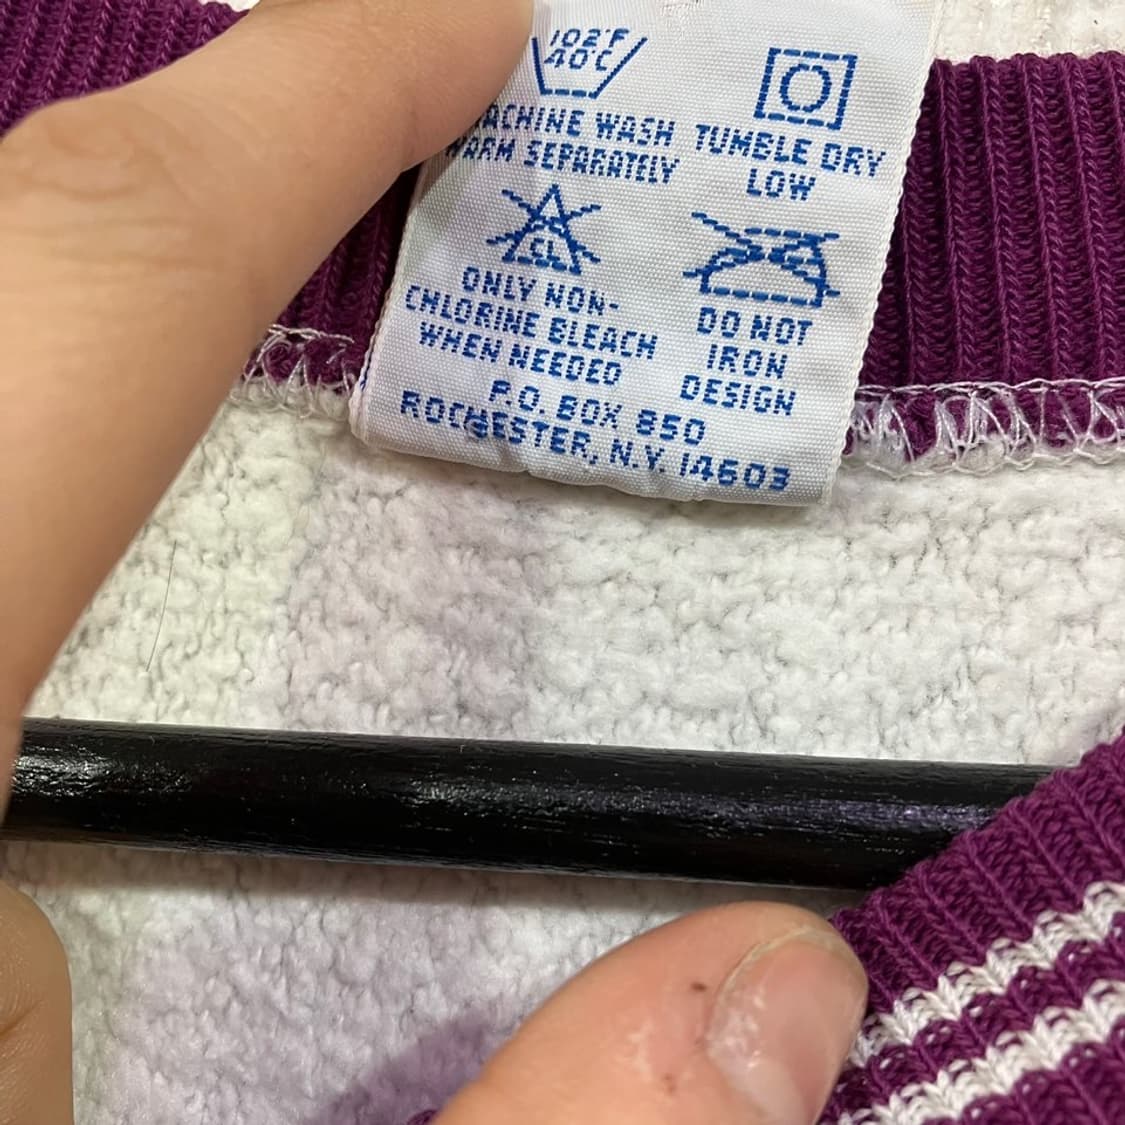 102°F
40°C
MACHINE WASH
WARM SEPARATELY
TUMBLE DRY
LOW
CL
ONLY NON-
CHLORINE BLEACH
WHEN NEEDED
DO NOT
IRON
DESIGN
P.O. BOX 850
ROCHESTER, N.Y. 14603